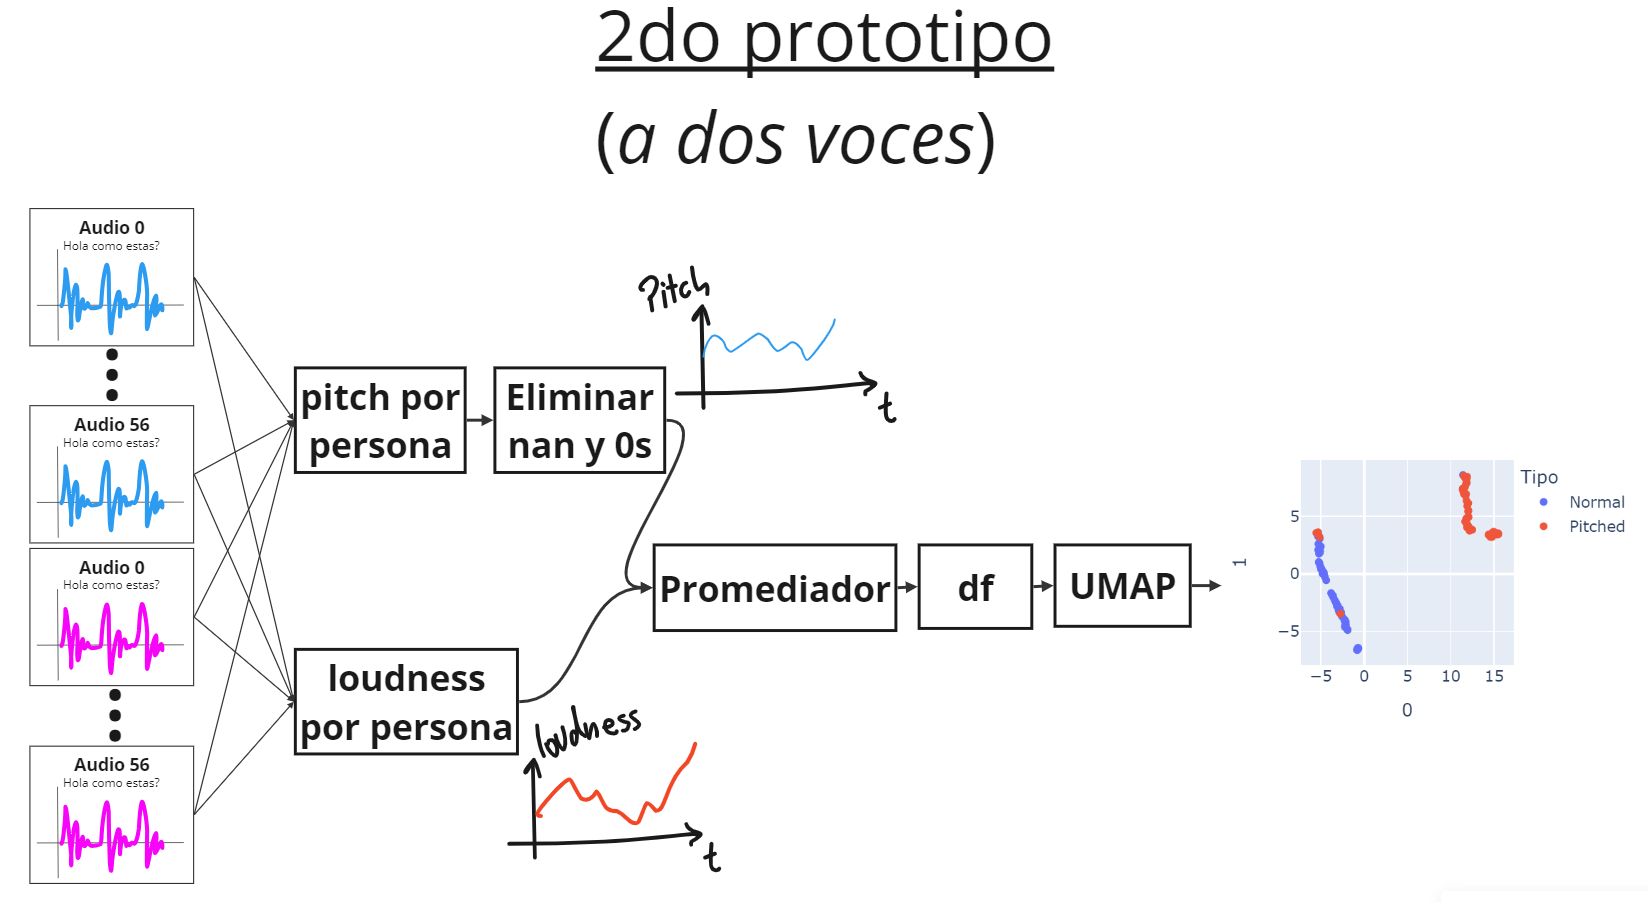 2do prototipo
(a dos voces)
Audio 0
Hola como estas?
Audio 56
Hola como estas?
Audio 0
Hola como estas?
Audio 56
Hola como estas?
pitch por
persona
Eliminar
nan y 0s
Pitch
t
loudness
por persona
loudness
t
Promediador
df
UMAP
Tipo
Normal
Pitched
5
0
−5
1
−5 0 5 10 15
0